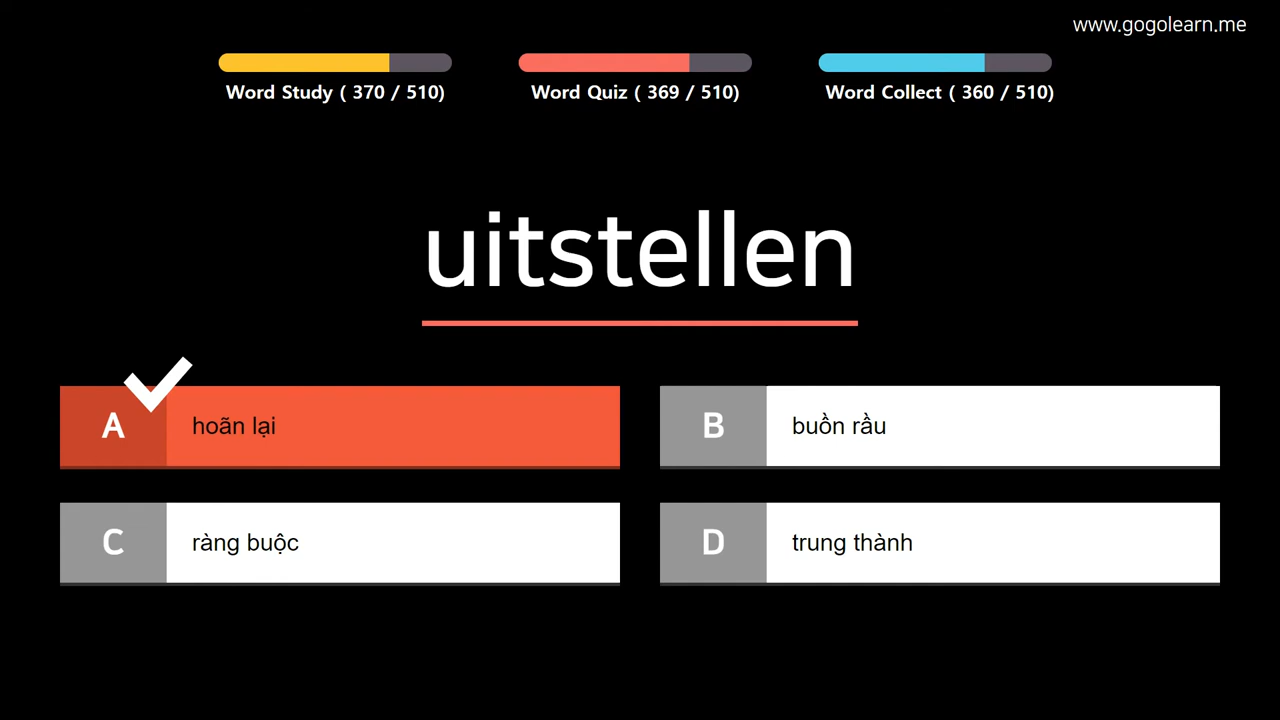 www.gogolearn.me
Word Study ( 370 / 510)
Word Quiz ( 369 / 510)
Word Collect ( 360 / 510)
uitstellen
A hoãn lại
B buồn rầu
C ràng buộc
D trung thành